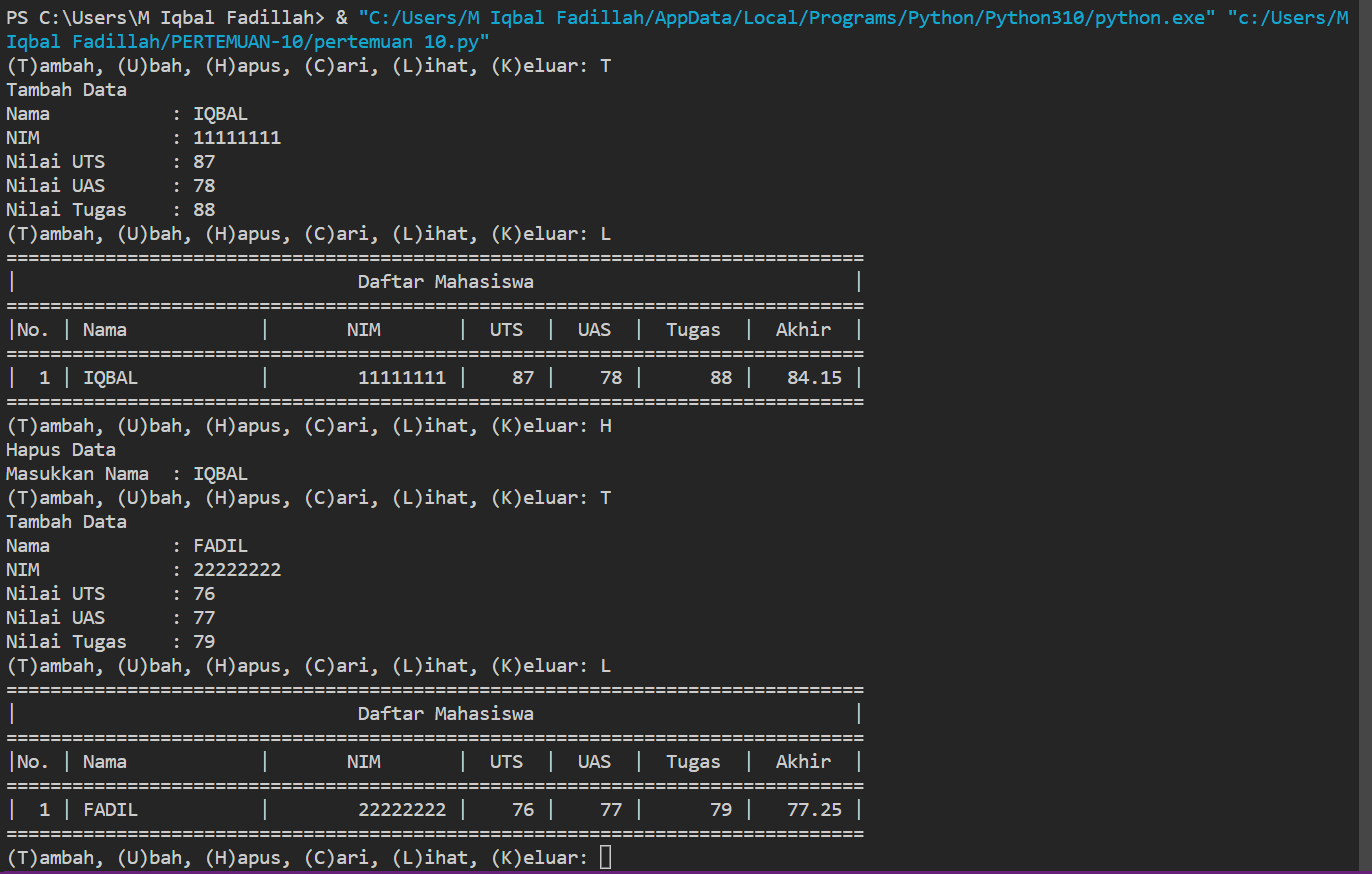 PS C:\Users\M Iqbal Fadillah> & "C:/Users/M Iqbal Fadillah/AppData/Local/Programs/Python/Python310/python.exe" "c:/Users/M
Iqbal Fadillah/PERTEMUAN-10/pertemuan 10.py"
(T)ambah, (U)bah, (H)apus, (C)ari, (L)ihat, (K)eluar: T
Tambah Data
Nama           : IQBAL
NIM            : 11111111
Nilai UTS      : 87
Nilai UAS      : 78
Nilai Tugas    : 88
(T)ambah, (U)bah, (H)apus, (C)ari, (L)ihat, (K)eluar: L
==============================================================================
|                               Daftar Mahasiswa                             |
==============================================================================
|No. | Nama            |       NIM       |  UTS  |  UAS  |  Tugas  |  Akhir  |
==============================================================================
|  1 | IQBAL           |        11111111 |    87 |    78 |      88 |   84.15 |
==============================================================================
(T)ambah, (U)bah, (H)apus, (C)ari, (L)ihat, (K)eluar: H
Hapus Data
Masukkan Nama  : IQBAL
(T)ambah, (U)bah, (H)apus, (C)ari, (L)ihat, (K)eluar: T
Tambah Data
Nama           : FADIL
NIM            : 22222222
Nilai UTS      : 76
Nilai UAS      : 77
Nilai Tugas    : 79
(T)ambah, (U)bah, (H)apus, (C)ari, (L)ihat, (K)eluar: L
==============================================================================
|                               Daftar Mahasiswa                             |
==============================================================================
|No. | Nama            |       NIM       |  UTS  |  UAS  |  Tugas  |  Akhir  |
==============================================================================
|  1 | FADIL           |        22222222 |    76 |    77 |      79 |   77.25 |
==============================================================================
(T)ambah, (U)bah, (H)apus, (C)ari, (L)ihat, (K)eluar: